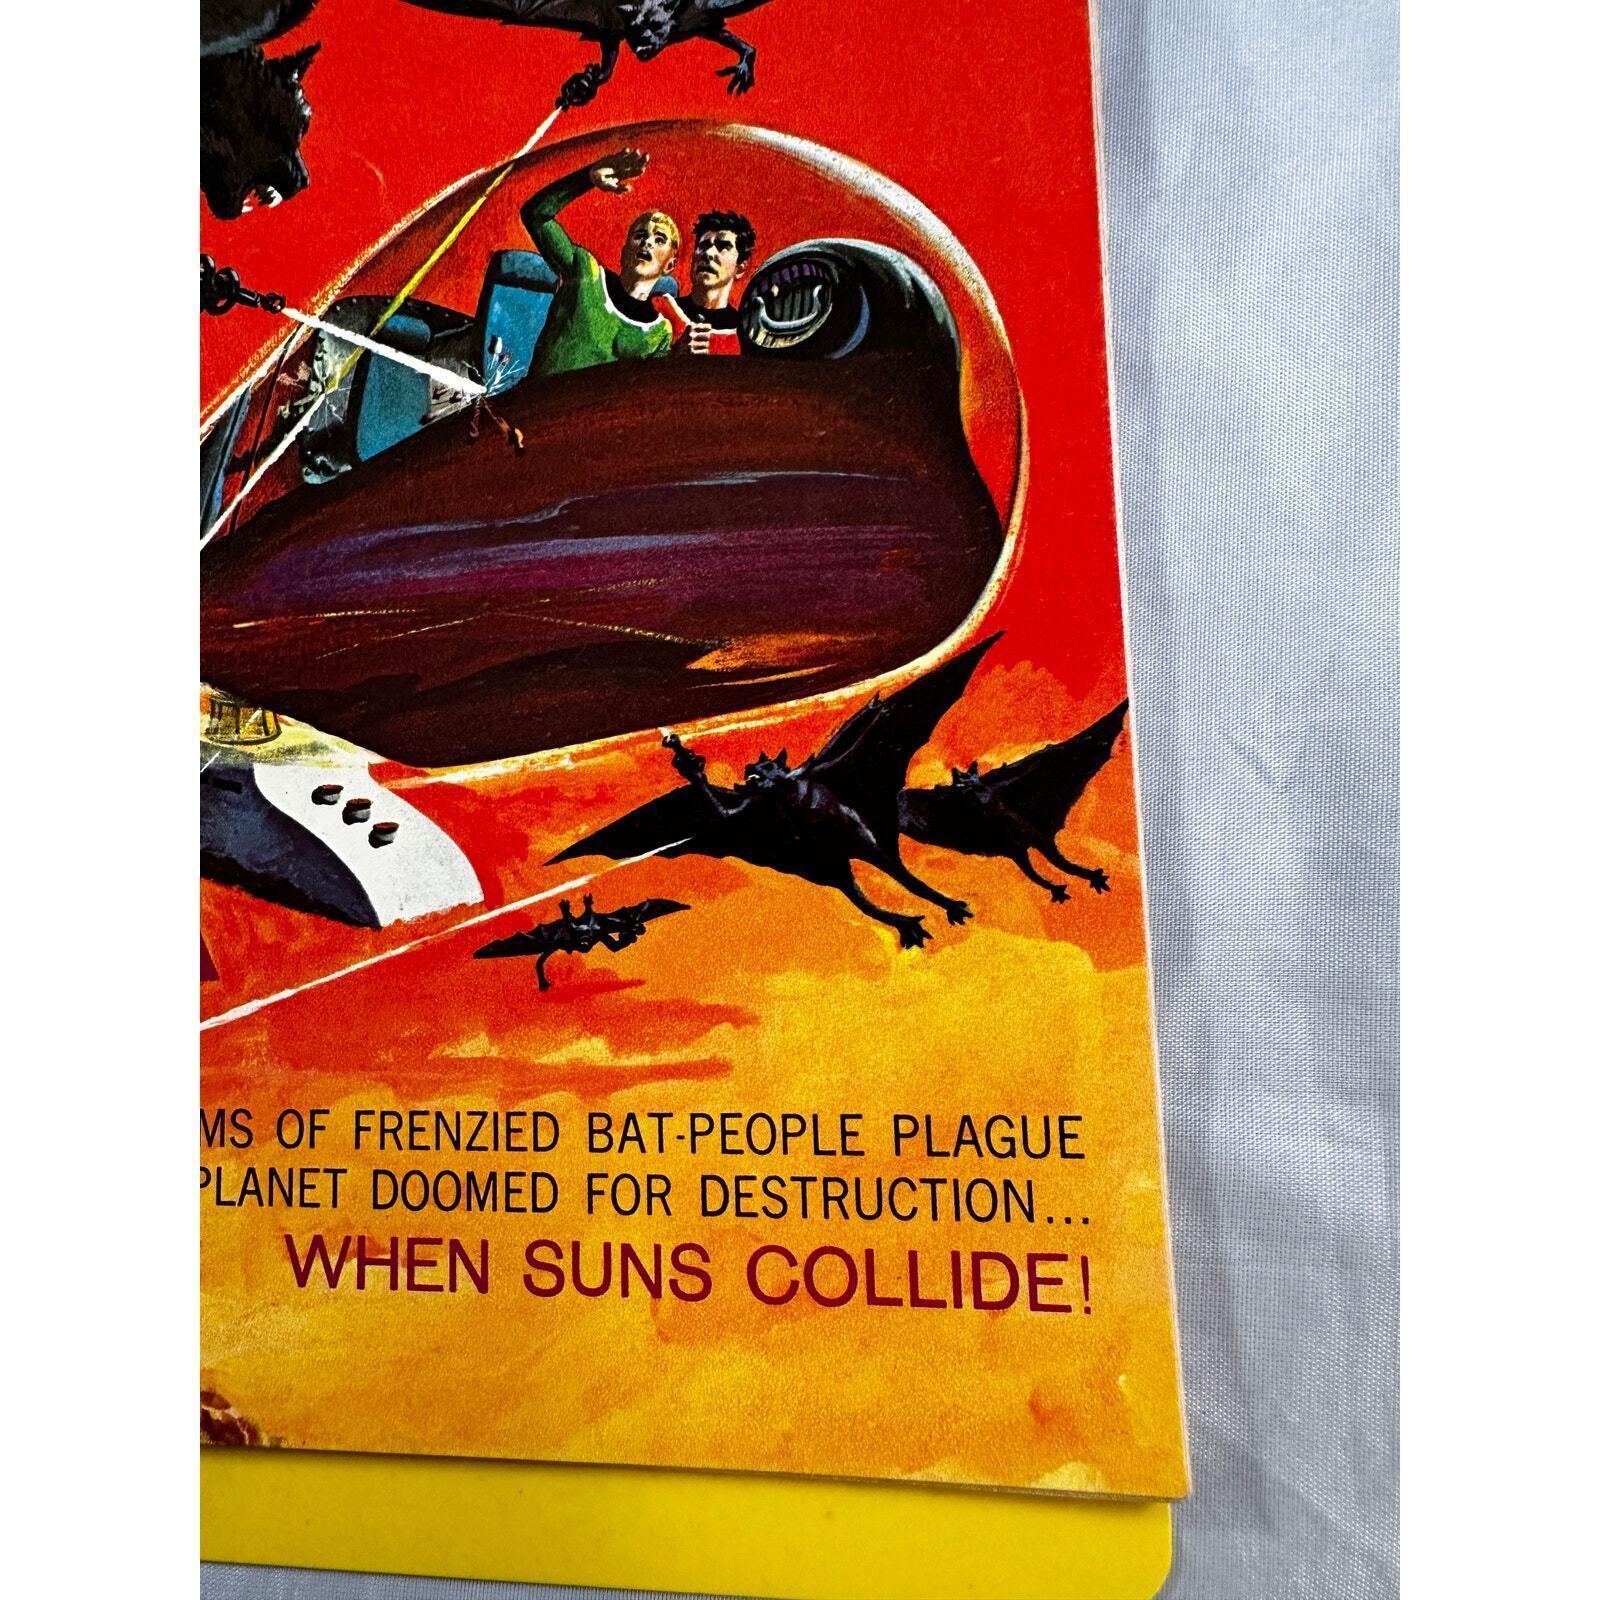 MS OF FRENZIED BAT-PEOPLE PLAGUE
PLANET DOOMED FOR DESTRUCTION...
WHEN SUNS COLLIDE!